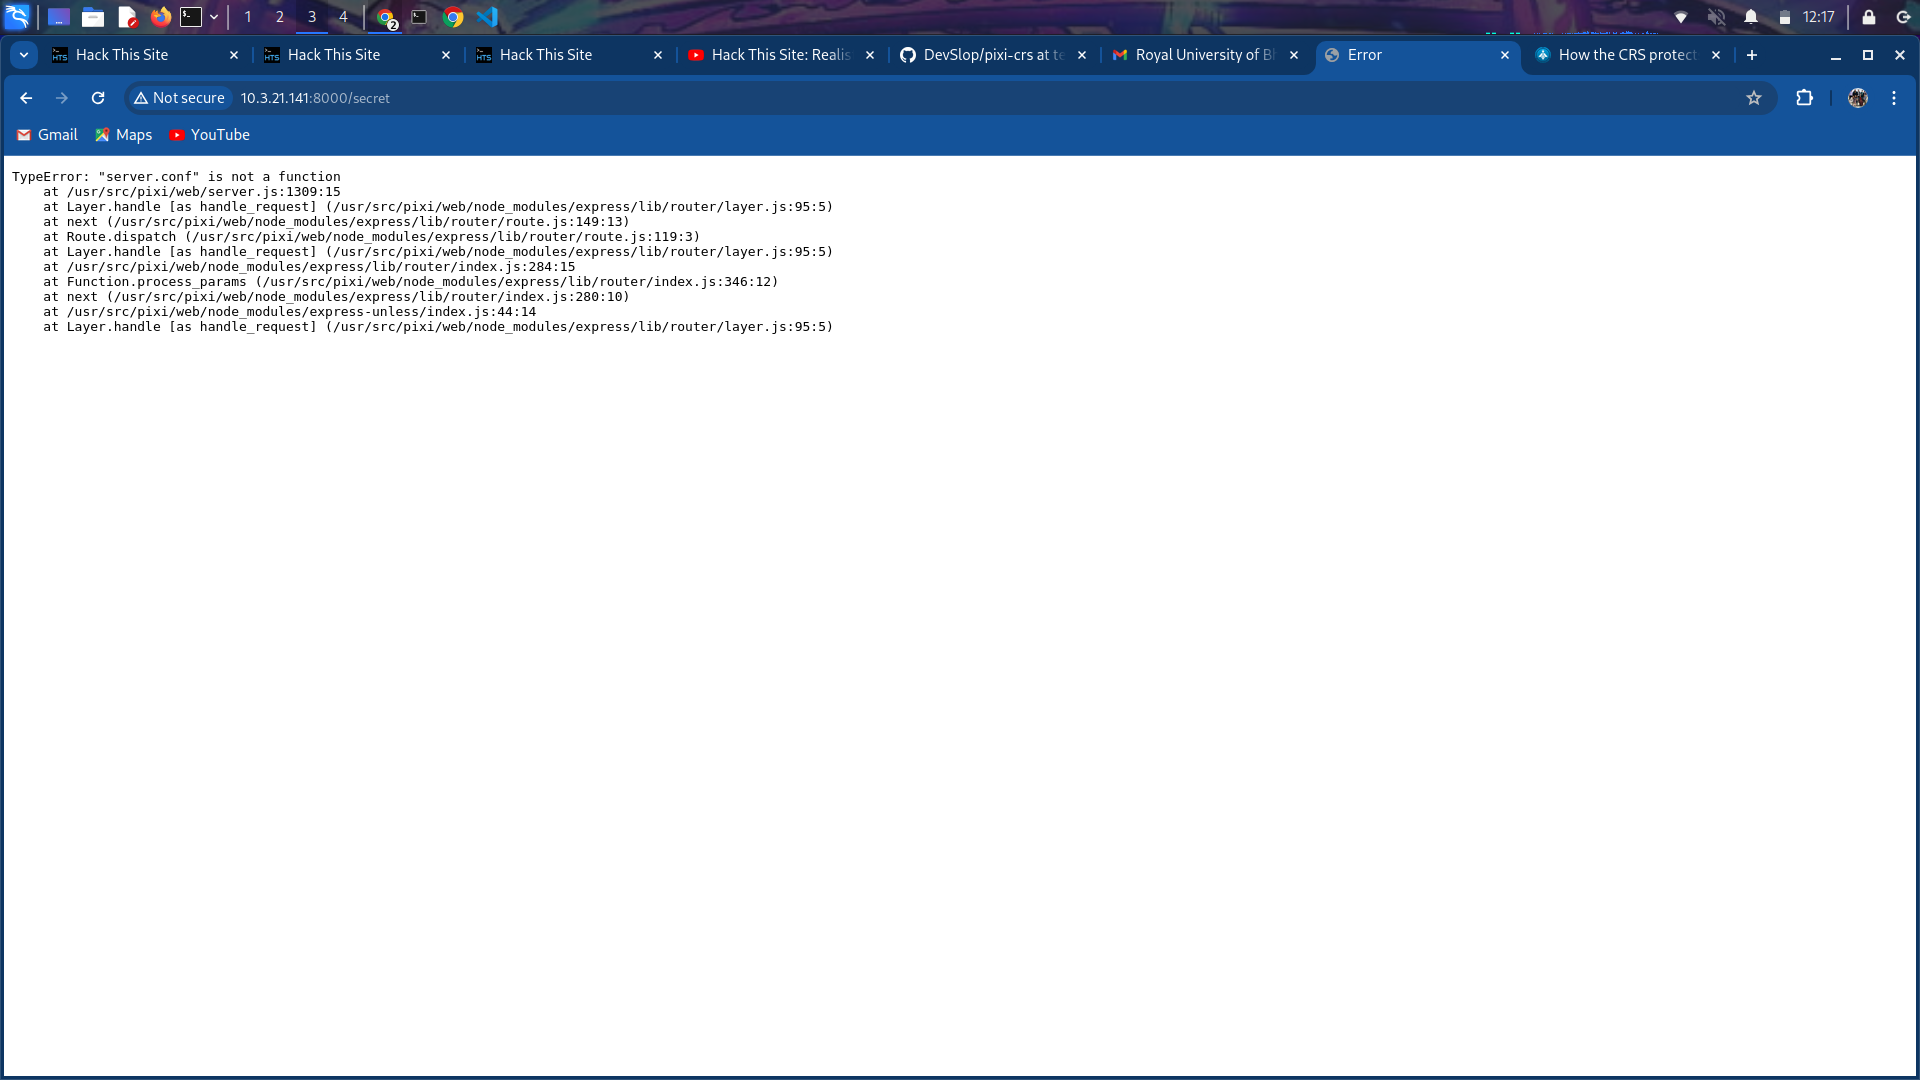 1 2 3 4 2 12:17
Hack This Site
Hack This Site
Hack This Site
Hack This Site: Realis
DevSlop/pixi-crs at te
Royal University of Bh
Error
How the CRS protect
Not secure 10.3.21.141:8000/secret
Gmail Maps YouTube
TypeError: "server.conf" is not a function
at /usr/src/pixi/web/server.js:1309:15
at Layer.handle [as handle_request] (/usr/src/pixi/web/node_modules/express/lib/router/layer.js:95:5)
at next (/usr/src/pixi/web/node_modules/express/lib/router/route.js:149:13)
at Route.dispatch (/usr/src/pixi/web/node_modules/express/lib/router/route.js:119:3)
at Layer.handle [as handle_request] (/usr/src/pixi/web/node_modules/express/lib/router/layer.js:95:5)
at /usr/src/pixi/web/node_modules/express/lib/router/index.js:284:15
at Function.process_params (/usr/src/pixi/web/node_modules/express/lib/router/index.js:346:12)
at next (/usr/src/pixi/web/node_modules/express/lib/router/index.js:280:10)
at /usr/src/pixi/web/node_modules/express-unless/index.js:44:14
at Layer.handle [as handle_request] (/usr/src/pixi/web/node_modules/express/lib/router/layer.js:95:5)